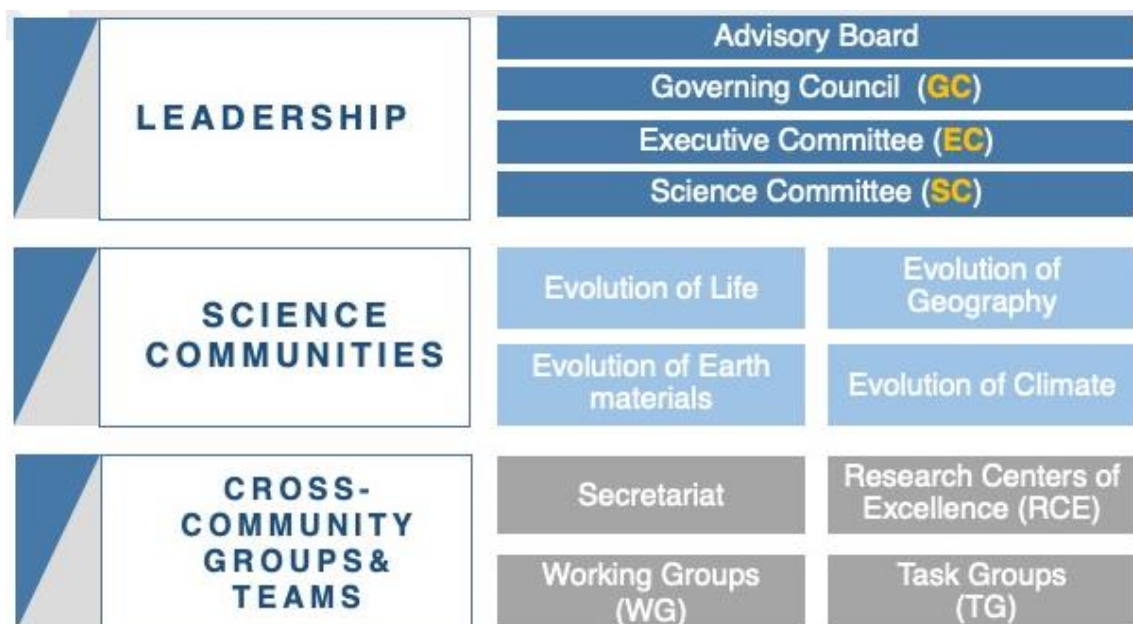 LEADERSHIP
Advisory Board
Governing Council (GC)
Executive Committee (EC)
Science Committee (SC)
SCIENCE
COMMUNITIES
Evolution of Life
Evolution of
Geography
Evolution of Earth
materials
Evolution of Climate
CROSS-
COMMUNITY
GROUPS&
TEAMS
Secretariat
Research Centers of
Excellence (RCE)
Working Groups
(WG)
Task Groups
(TG)